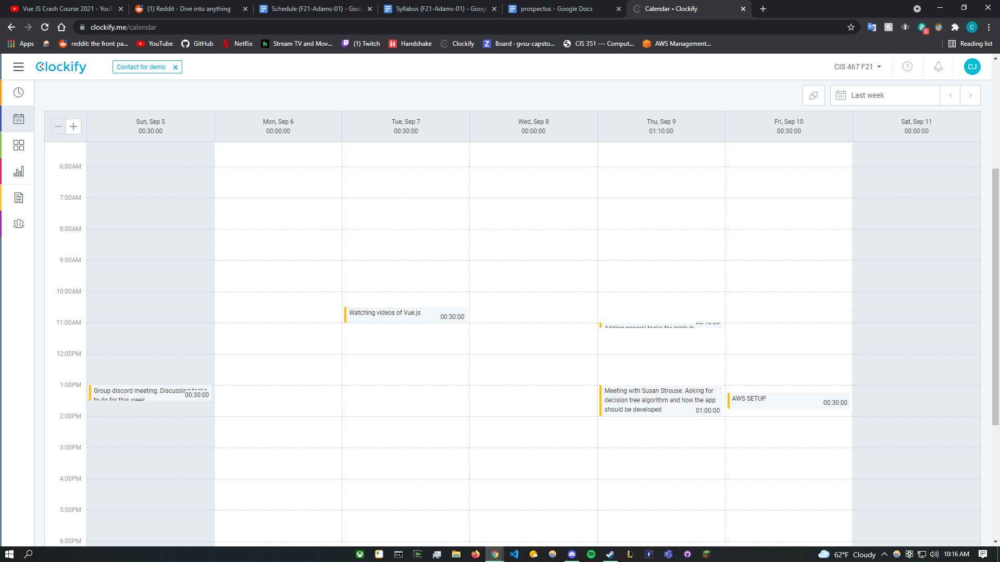 Vue JS Crash Course 2021 - YouT
(1) Reddit - Dive into anything
Schedule (F21-Adams-01) - Goog
Syllabus (F21-Adams-01) - Googl
prospectus - Google Docs
Calendar • Clockify
clockify.me/calendar
Apps
reddit: the front pa...
YouTube
GitHub
Netflix
Stream TV and Mov...
(1) Twitch
Handshake
Clockify
Board · gvsu-capsto...
CIS 351 --- Comput...
AWS Management...
Reading list
Clockify
Contact for demo
CIS 467 F21
CJ
Last week
Sun, Sep 5
00:30:00
Mon, Sep 6
00:00:00
Tue, Sep 7
00:30:00
Wed, Sep 8
00:00:00
Thu, Sep 9
01:10:00
Fri, Sep 10
00:30:00
Sat, Sep 11
00:00:00
6:00AM
7:00AM
8:00AM
9:00AM
10:00AM
Watching videos of Vue.js
00:30:00
11:00AM
00:10:00
Adding general tasks for zenhub
12:00PM
1:00PM
Group discord meeting. Discussing tasks
to do for this week
00:30:00
Meeting with Susan Strouse. Asking for
decision tree algorithm and how the app
should be developed
01:00:00
AWS SETUP
00:30:00
2:00PM
3:00PM
4:00PM
5:00PM
6:00PM
62°F Cloudy
10:16 AM